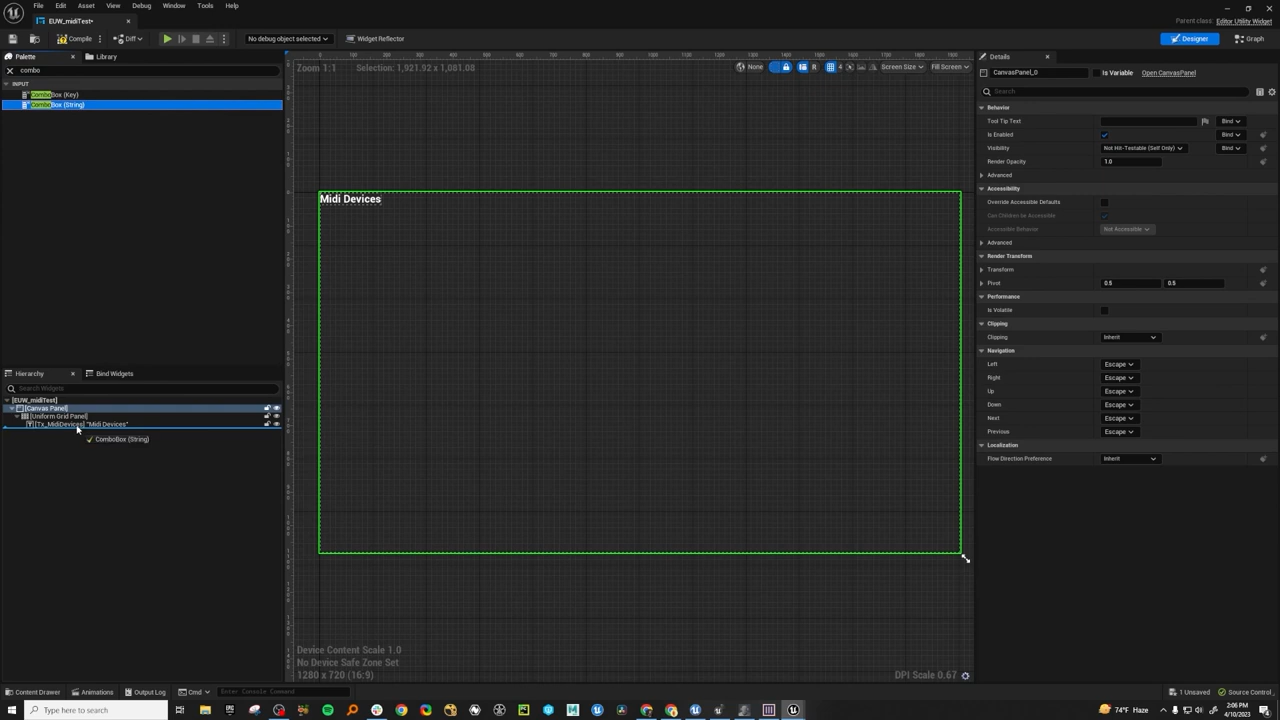 File Edit Asset View Debug Window Tools Help
EUW_midiTest•
Parent class: Editor Utility Widget
Compile Diff No debug object selected Widget Reflector
Designer Graph
Palette Library
combo
INPUT
ComboBox (Key)
ComboBox (String)
Zoom 1:1 Selection: 1,921.92 x 1,081.08
None R 4 Screen Size Fill Screen
Midi Devices
Device Content Scale 1.0
No Device Safe Zone Set
1280 x 720 (16:9)
DPI Scale 0.67
Hierarchy Bind Widgets
Search Widgets
[EUW_midiTest]
[Canvas Panel]
[Uniform Grid Panel]
[Tx_MidiDevices] "Midi Devices"
ComboBox (String)
Details
CanvasPanel_0 Is Variable Open CanvasPanel
Search
Behavior
Tool Tip Text Bind
Is Enabled Bind
Visibility Not Hit-Testable (Self Only) Bind
Render Opacity 1.0
Advanced
Accessibility
Override Accessible Defaults
Can Children be Accessible
Accessible Behavior Not Accessible
Advanced
Render Transform
Transform
Pivot 0.5 0.5
Performance
Is Volatile
Clipping
Clipping Inherit
Navigation
Left Escape
Right Escape
Up Escape
Down Escape
Next Escape
Previous Escape
Localization
Flow Direction Preference Inherit
Content Drawer Animations Output Log Cmd Enter Console Command
1 Unsaved Source Control
Type here to search
74°F Haze
2:06 PM
4/10/2023